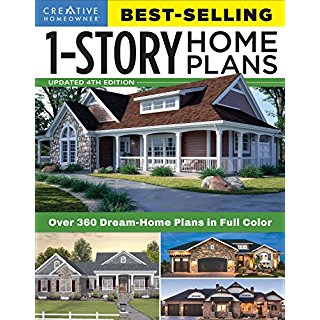 CREATIVE
HOMEOWNER
BEST-SELLING
1-STORY HOME
PLANS
UPDATED 4TH EDITION
Over 360 Dream-Home Plans in Full Color